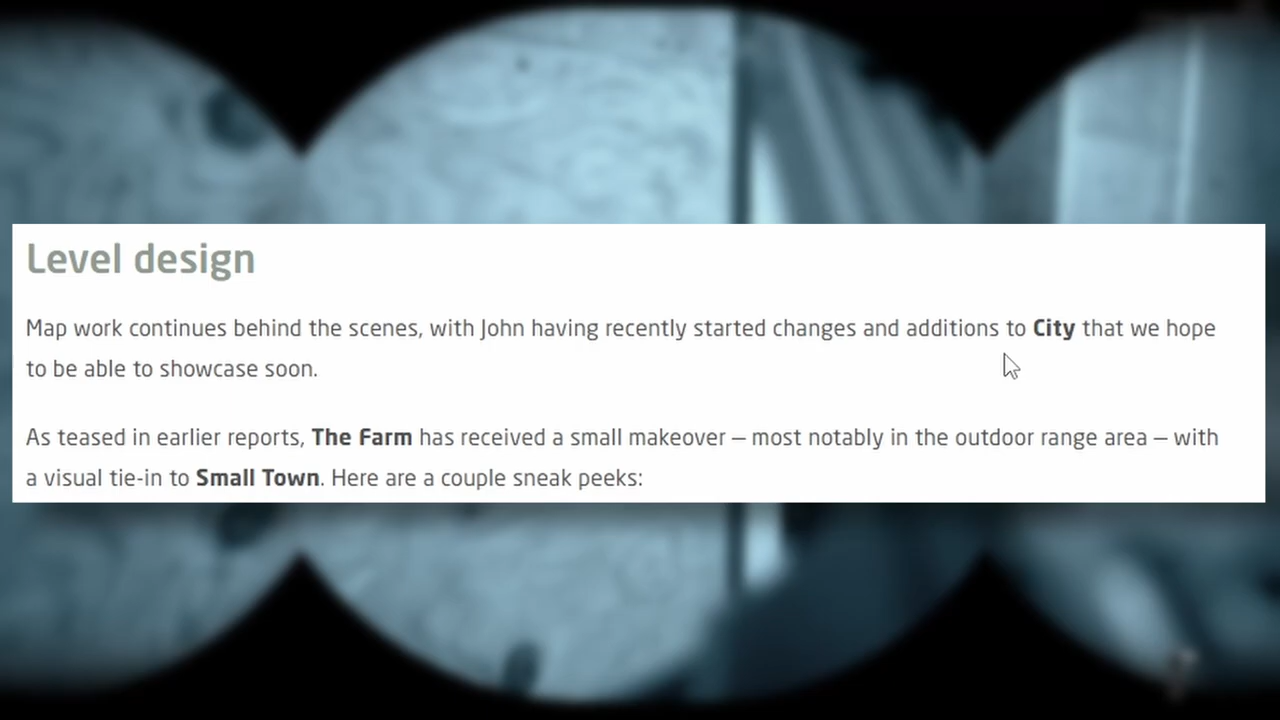 Level design
Map work continues behind the scenes, with John having recently started changes and additions to City that we hope
to be able to showcase soon.
As teased in earlier reports, The Farm has received a small makeover — most notably in the outdoor range area — with
a visual tie-in to Small Town. Here are a couple sneak peeks: